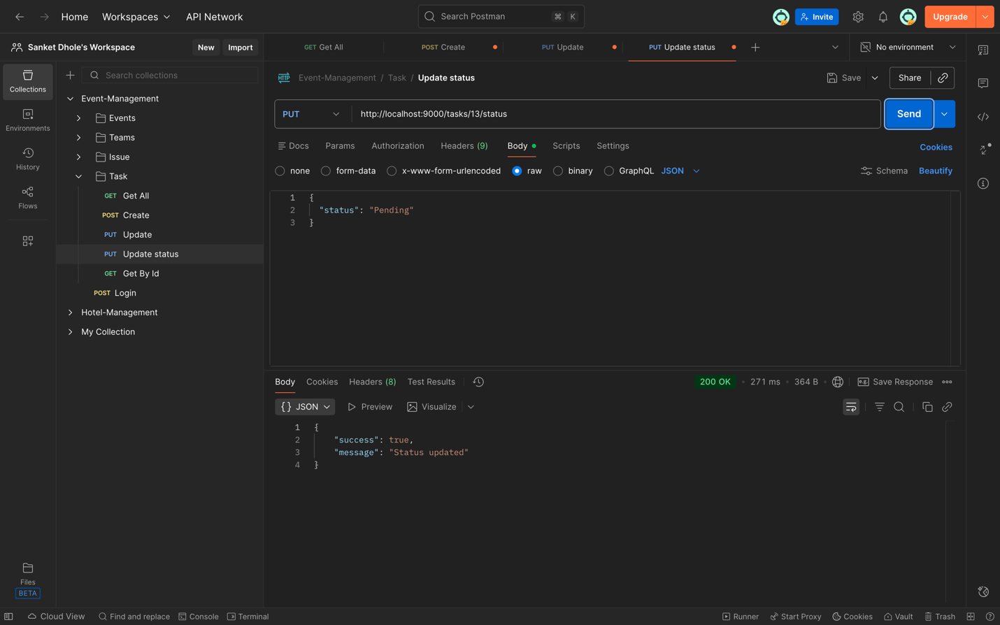 Home Workspaces API Network Search Postman ⌘ K Invite Upgrade
Sanket Dhole's Workspace New Import GET Get All POST Create PUT Update PUT Update status No environment
Collections Search collections HTTP Event-Management / Task / Update status Save Share
Event-Management
PUT http://localhost:9000/tasks/13/status Send
Environments Events
Teams Docs Params Authorization Headers (9) Body Scripts Settings Cookies
History Issue none form-data x-www-form-urlencoded raw binary GraphQL JSON Schema Beautify
Task
Flows GET Get All 1 {
POST Create 2 "status": "Pending"
3 }
PUT Update
PUT Update status
GET Get By Id
POST Login
Hotel-Management
My Collection
Body Cookies Headers (8) Test Results 200 OK 271 ms 364 B e.g. Save Response
{} JSON Preview Visualize
1 {
2 "success": true,
3 "message": "Status updated"
4 }
Files
BETA
Cloud View Find and replace Console Terminal Runner Start Proxy Cookies Vault Trash